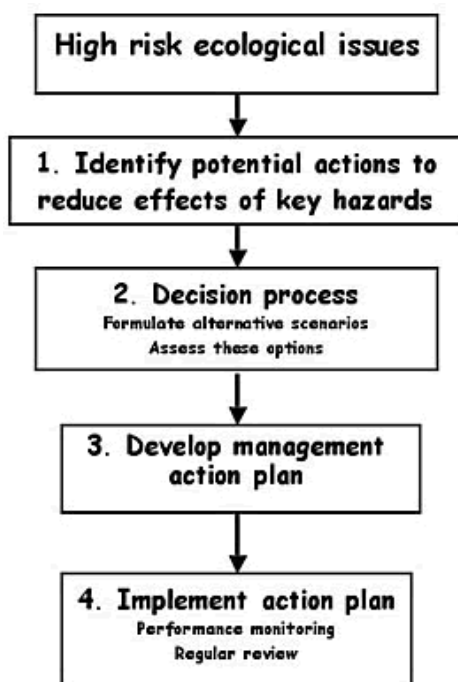 High risk ecological issues
1. Identify potential actions to
reduce effects of key hazards
2. Decision process
Formulate alternative scenarios
Assess these options
3. Develop management
action plan
4. Implement action plan
Performance monitoring
Regular review